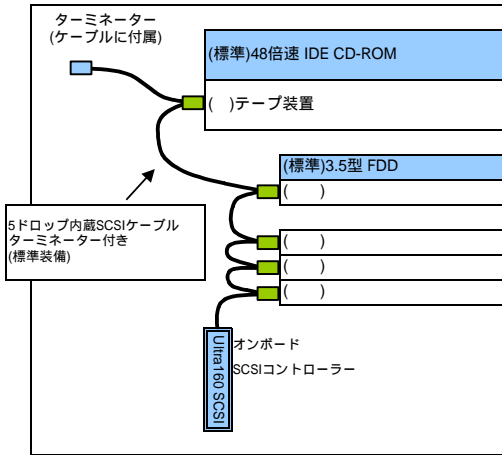 ターミネーター
(ケーブルに付属)
(標準)48倍速 IDE CD-ROM
(　)テープ装置
(標準)3.5型 FDD
(　　)
5ドロップ内蔵SCSIケーブル
ターミネーター付き
(標準装備)
(　　)
(　　)
(　　)
Ultra160 SCSI
オンボード
SCSIコントローラー